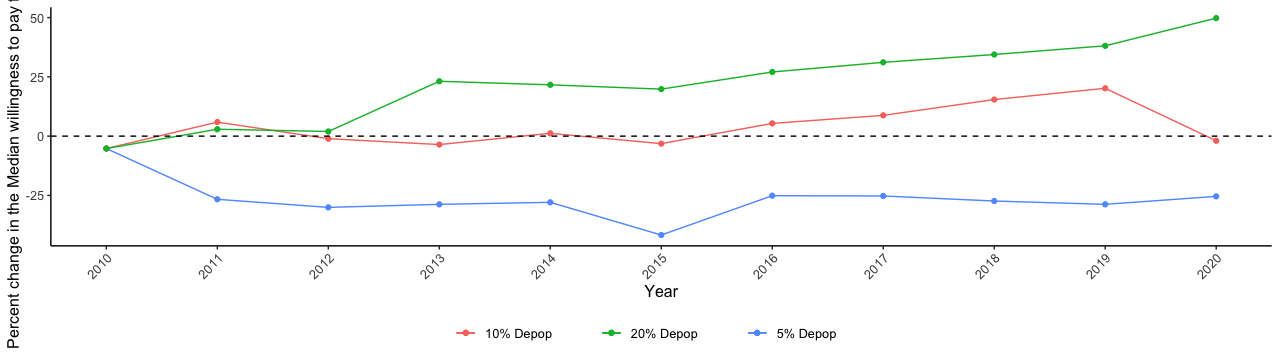 Percent change in the Median willingness to pay
50
25
0
-25
2010 2011 2012 2013 2014 2015 2016 2017 2018 2019 2020
Year
10% Depop 20% Depop 5% Depop